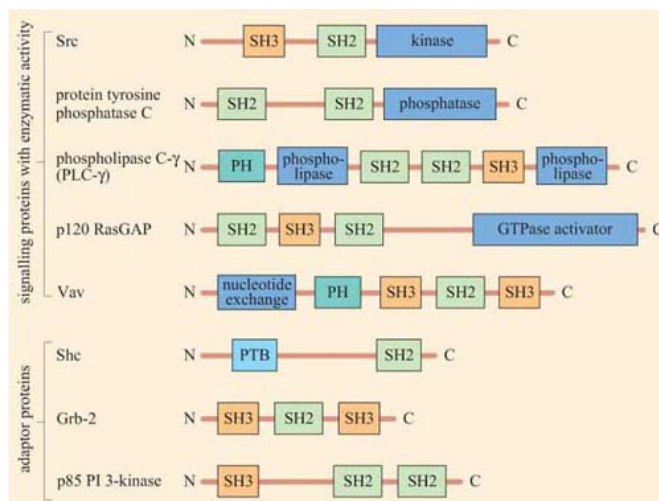 signalling proteins with enzymatic activity
Src N SH3 SH2 kinase C
protein tyrosine
phosphatase C
N SH2 SH2 phosphatase C
phospholipase C-γ
(PLC-γ)
N PH phospho-
lipase SH2 SH2 SH3 phospho-
lipase C
p120 RasGAP N SH2 SH3 SH2 GTPase activator C
Vav N nucleotide
exchange PH SH3 SH2 SH3 C
adaptor proteins
Shc N PTB SH2 C
Grb-2 N SH3 SH2 SH3 C
p85 PI 3-kinase N SH3 SH2 SH2 C